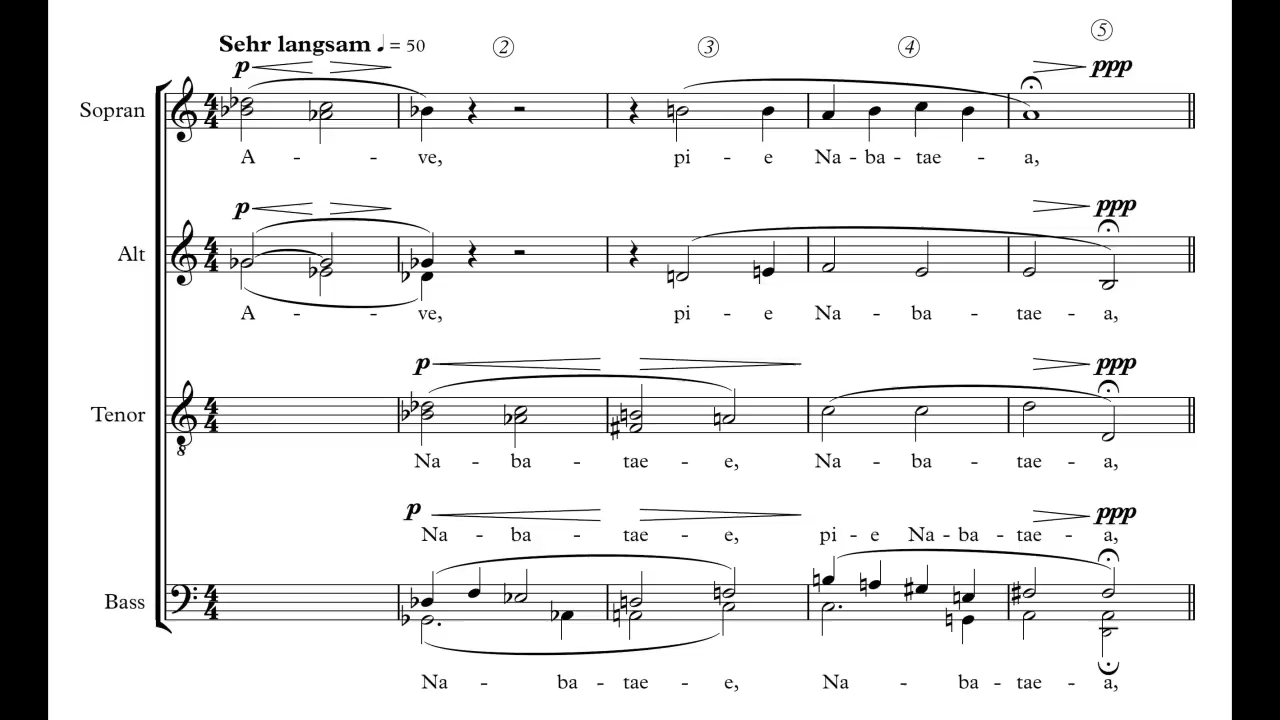 Sehr langsam ♩ = 50
② ③ ④ ⑤
p ppp
Sopran
A - - ve, pi - e Na - ba - tae - a,
p ppp
Alt
A - - ve, pi - e Na - ba - tae - a,
p ppp
Tenor
8
Na - ba - tae - e, Na - ba - tae - a,
p ppp
Na - ba - tae - e, pi - e Na - ba - tae - a,
Bass
Na - ba - tae - e, Na - ba - tae - a,